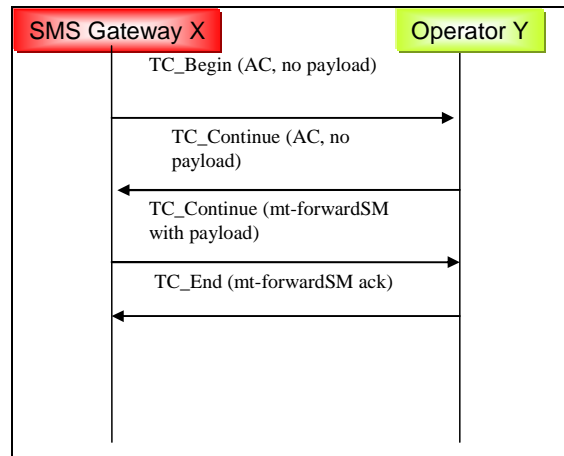 SMS Gateway X
Operator Y
TC_Begin (AC, no payload)
TC_Continue (AC, no
payload)
TC_Continue (mt-forwardSM
with payload)
TC_End (mt-forwardSM ack)